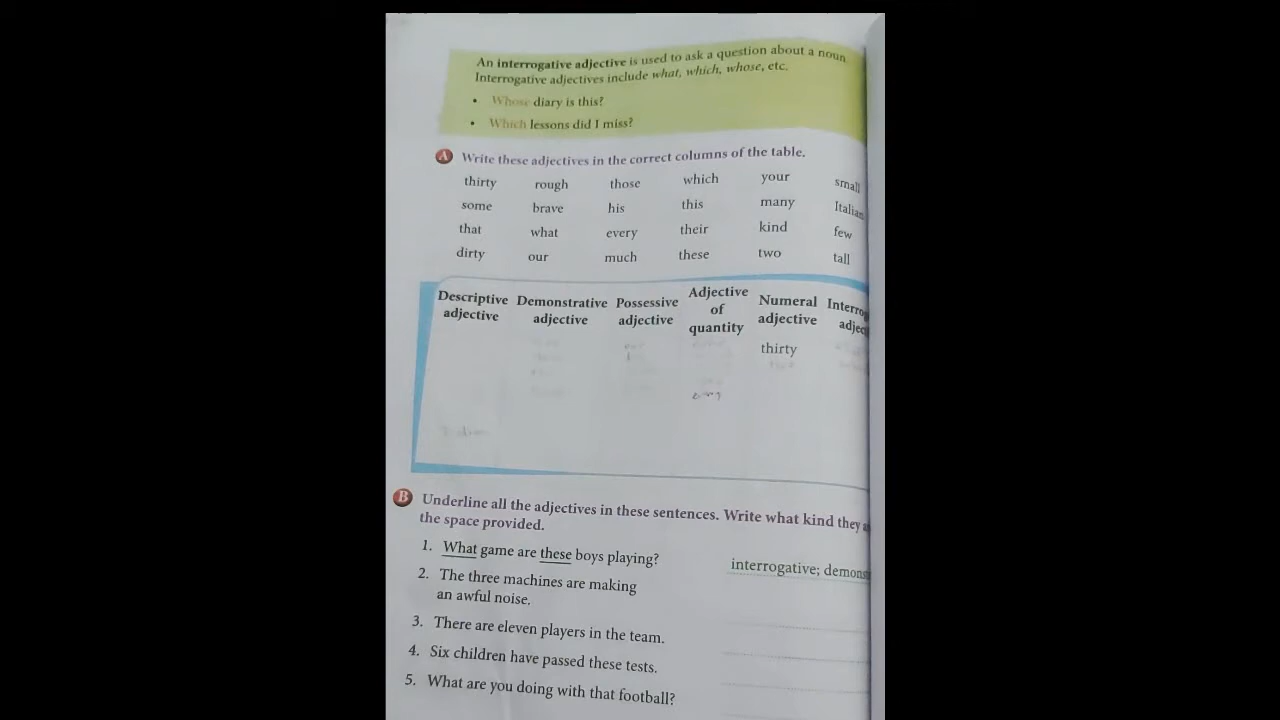 An interrogative adjective is used to ask a question about a noun.
Interrogative adjectives include what, which, whose, etc.
• Whose diary is this?
• Which lessons did I miss?
A Write these adjectives in the correct columns of the table.
thirty rough those which your small
some brave his this many Italian
that what every their kind few
dirty our much these two tall
Descriptive adjective Demonstrative adjective Possessive adjective Adjective of quantity Numeral adjective Interrog adjec
thirty
B Underline all the adjectives in these sentences. Write what kind they a
the space provided.
1. What game are these boys playing? interrogative; demons
2. The three machines are making
an awful noise.
3. There are eleven players in the team.
4. Six children have passed these tests.
5. What are you doing with that football?